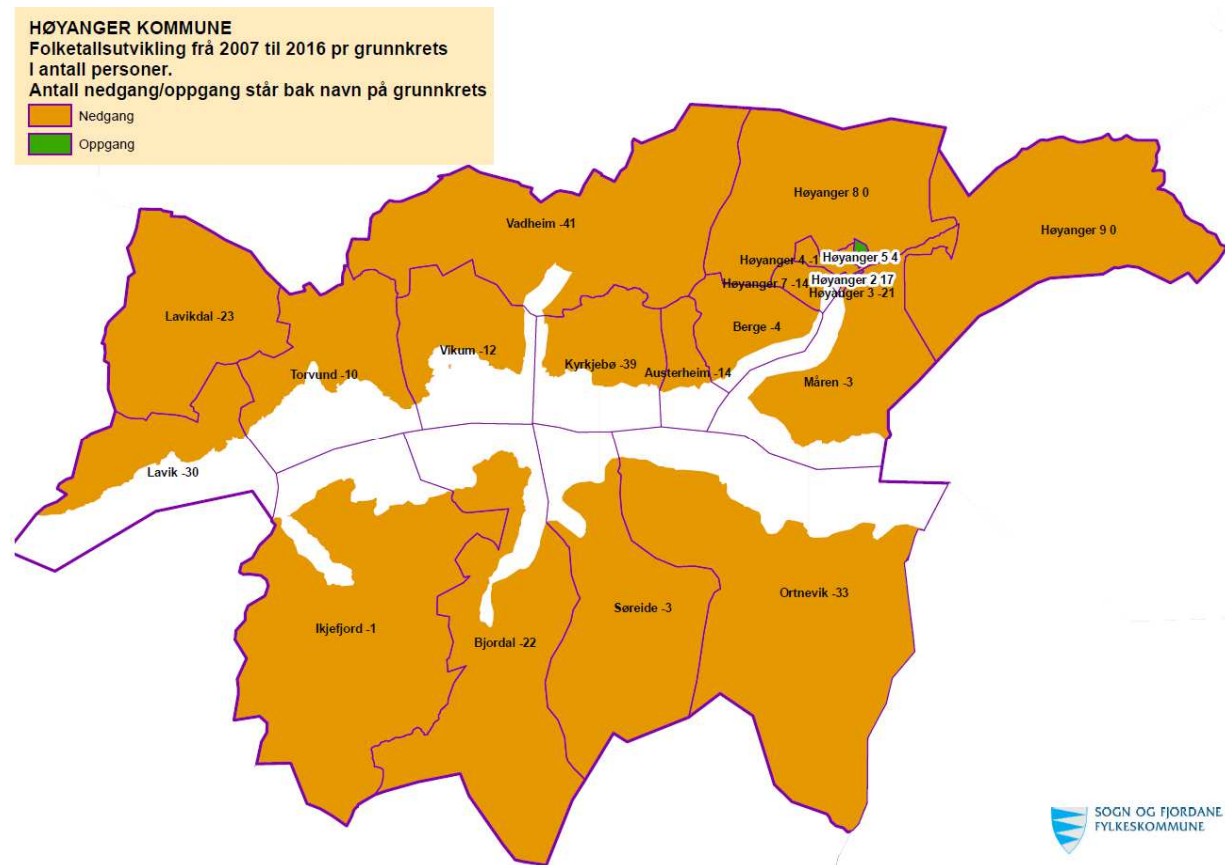 HØYANGER KOMMUNE
Folketallsutvikling frå 2007 til 2016 pr grunnkrets
I antall personer.
Antall nedgang/oppgang står bak navn på grunnkrets
Nedgang
Oppgang
Høyanger 8 0
Vadheim -41
Høyanger 9 0
Høyanger 4 -1
Høyanger 5 4
Høyanger 7 -14
Høyanger 2 17
Høyanger 3 -21
Lavikdal -23
Berge -4
Vikum -12
Kyrkjebø -39
Austerheim -14
Torvund -10
Måren -3
Lavik -30
Ortnevik -33
Søreide -3
Ikjefjord -1
Bjordal -22
SOGN OG FJORDANE
FYLKESKOMMUNE